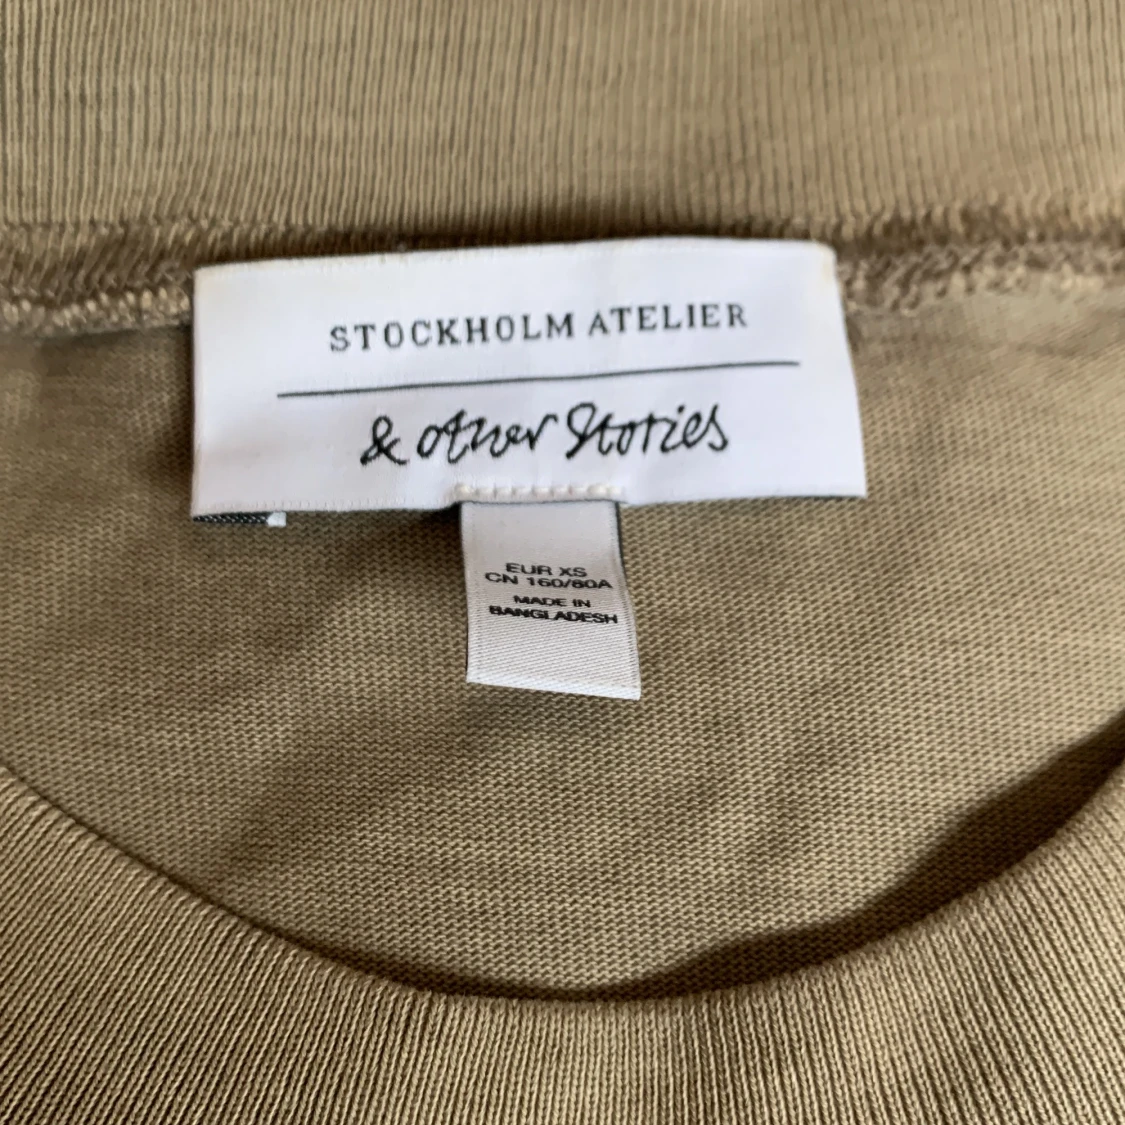 STOCKHOLM ATELIER
& other Stories
EUR XS
CN 160/80A
MADE IN
BANGLADESH